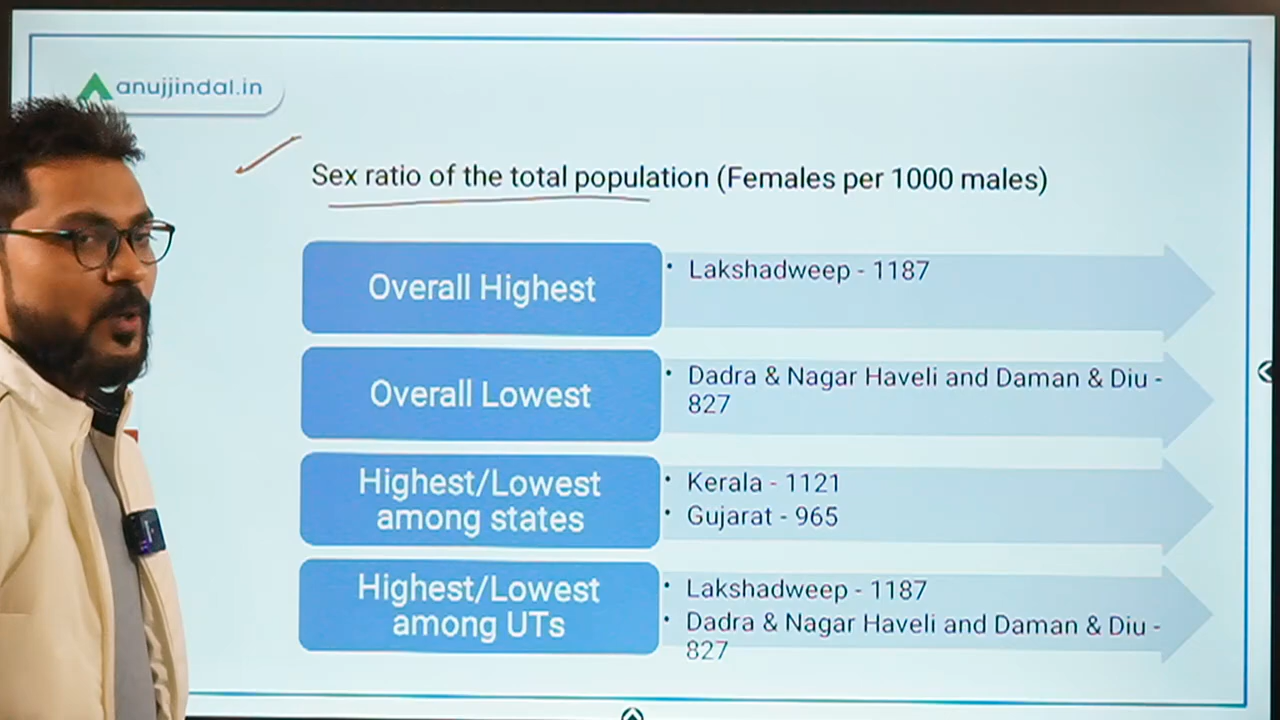 anujjindal.in
Sex ratio of the total population (Females per 1000 males)
Overall Highest
• Lakshadweep - 1187
Overall Lowest
• Dadra & Nagar Haveli and Daman & Diu -
827
Highest/Lowest
among states
• Kerala - 1121
• Gujarat - 965
Highest/Lowest
among UTs
• Lakshadweep - 1187
• Dadra & Nagar Haveli and Daman & Diu -
827